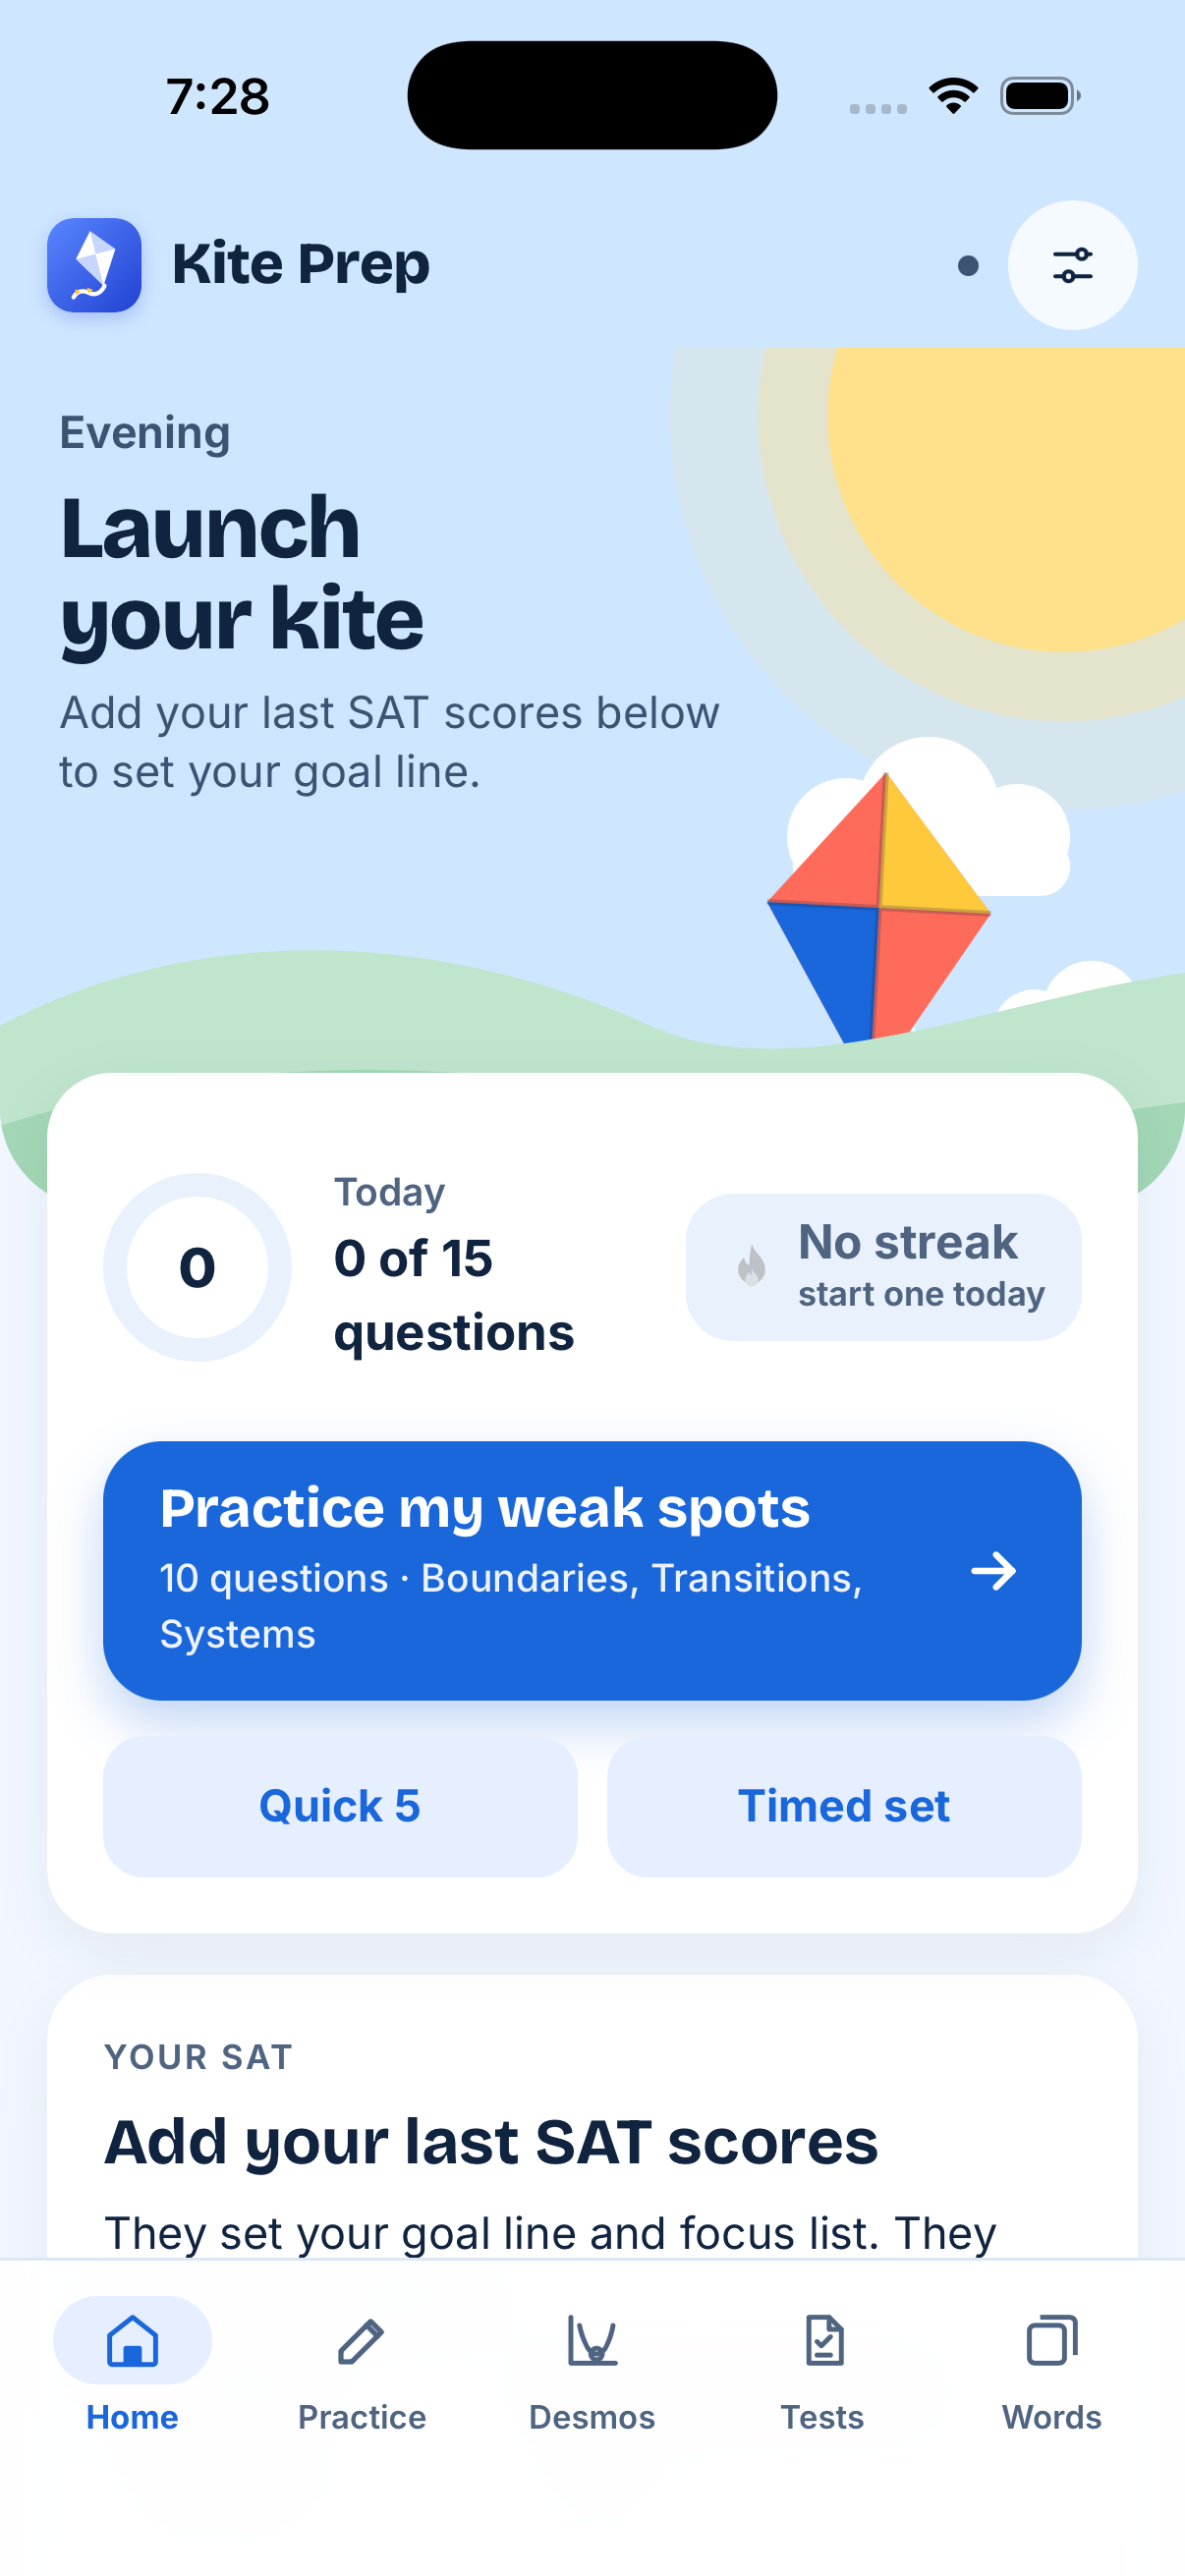 7:28
Kite Prep
Evening
Launch
your kite
Add your last SAT scores below
to set your goal line.
0
Today
0 of 15
questions
No streak
start one today
Practice my weak spots
10 questions · Boundaries, Transitions,
Systems
Quick 5
Timed set
YOUR SAT
Add your last SAT scores
They set your goal line and focus list. They
Home
Practice
Desmos
Tests
Words